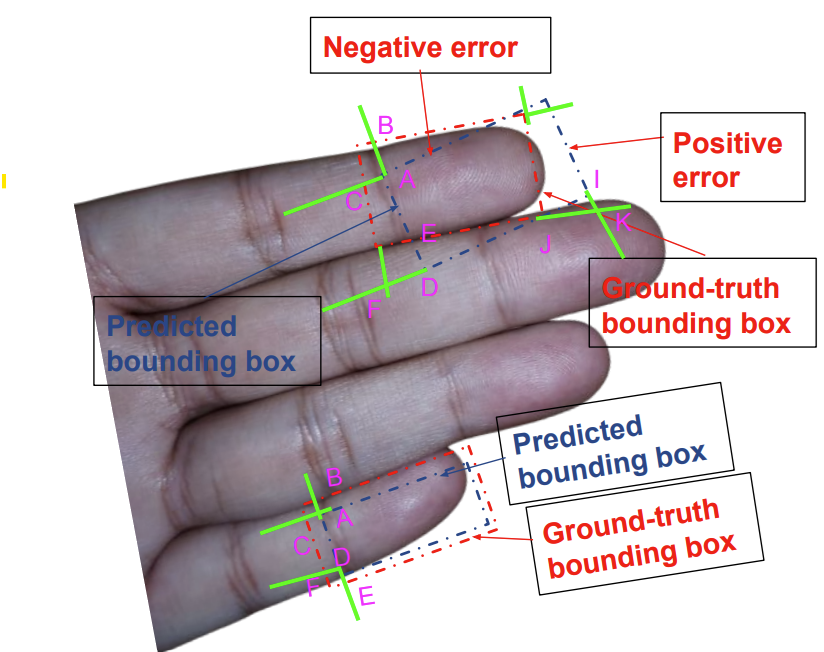 Negative error
B
Positive
error
A
I
C
K
E
J
D
F
Ground-truth
bounding box
Predicted
bounding box
Predicted
bounding box
B
A
Ground-truth
bounding box
C
D
F
E